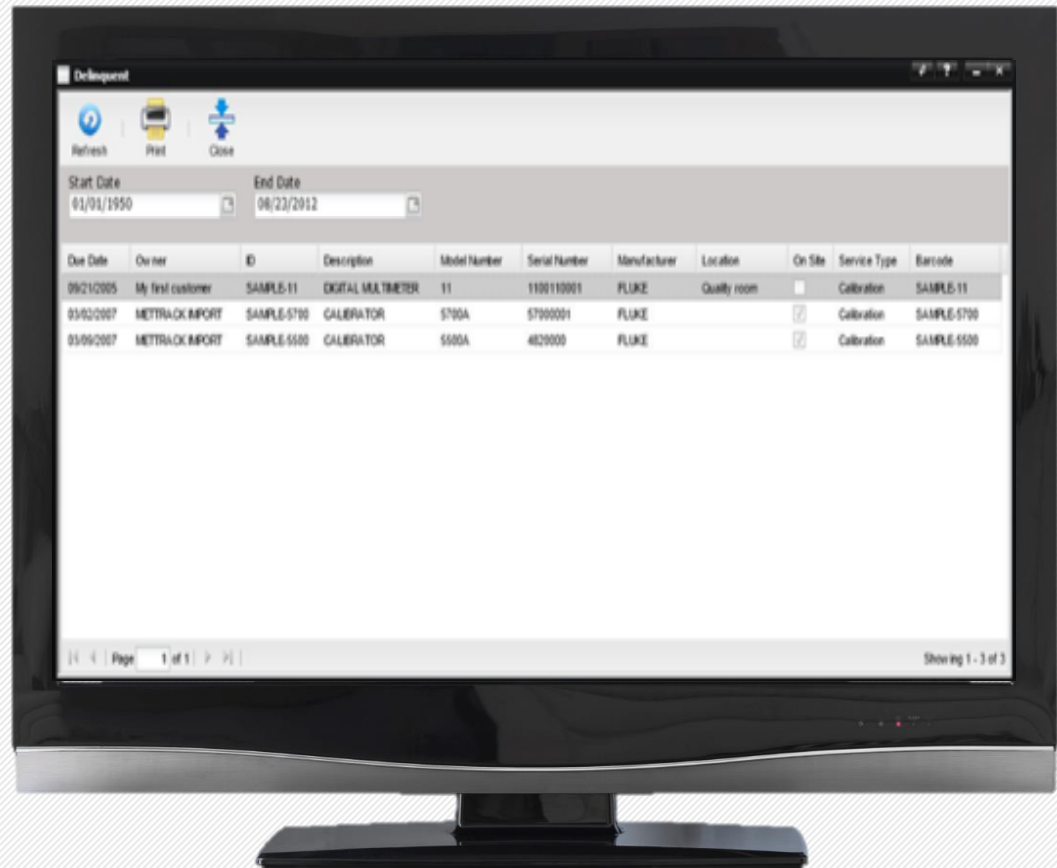 Delinquent
Refresh Print Close
Start Date End Date
01/01/1950 08/23/2012
Due Date Owner ID Description Model Number Serial Number Manufacturer Location On Site Service Type Barcode
09/21/2005 My first customer SAMPLE-11 DIGITAL MULTIMETER 11 1100110001 FLUKE Quality room Calibration SAMPLE-11
03/02/2007 METTRACK IMPORT SAMPLE-5700 CALIBRATOR 5700A 57000001 FLUKE Calibration SAMPLE-5700
03/09/2007 METTRACK IMPORT SAMPLE-5500 CALIBRATOR 5500A 4820000 FLUKE Calibration SAMPLE-5500
Page 1 of 1 Showing 1 - 3 of 3